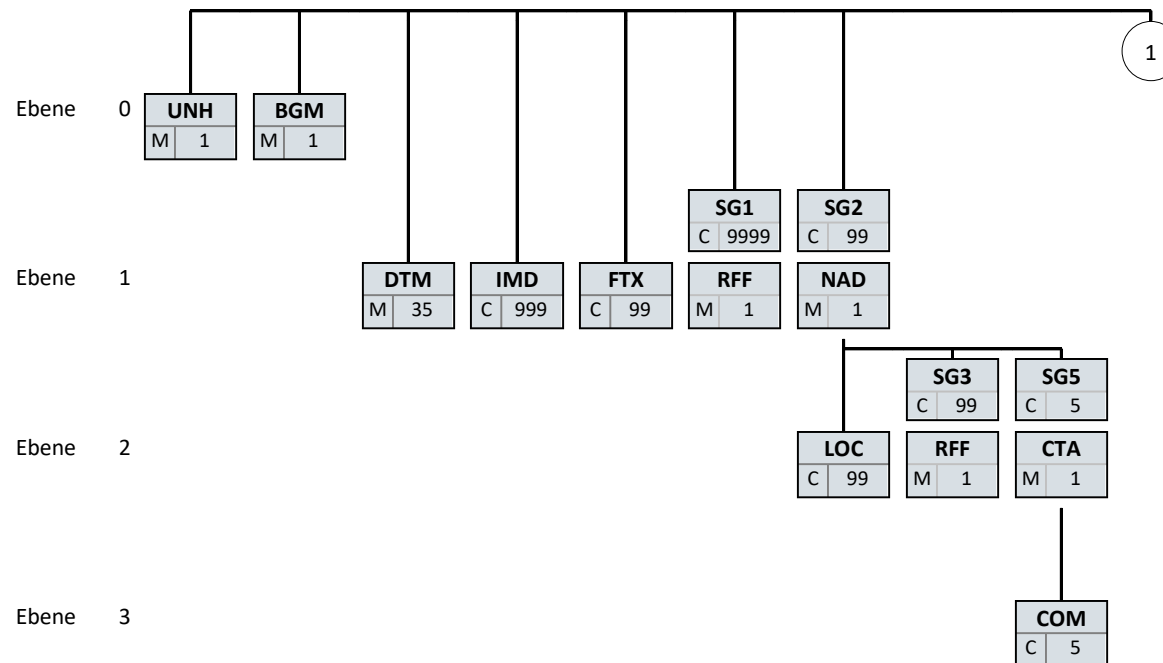 1
Ebene 0 UNH BGM
M 1 M 1
SG1 SG2
C 9999 C 99
Ebene 1 DTM IMD FTX RFF NAD
M 35 C 999 C 99 M 1 M 1
SG3 SG5
C 99 C 5
Ebene 2 LOC RFF CTA
C 99 M 1 M 1
Ebene 3 COM
C 5